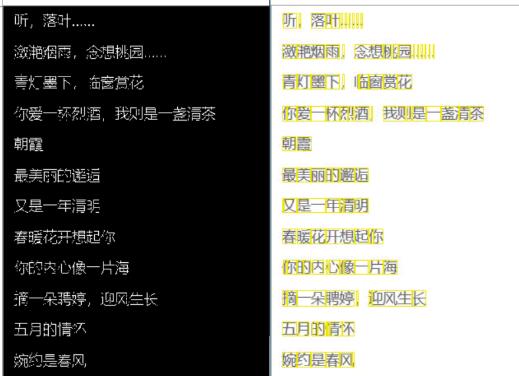 听，落叶......
潋艳烟雨，念想桃园......
青灯墨下，临窗赏花
你爱一杯烈酒，我则是一盏清茶
朝霞
最美丽的邂逅
又是一年清明
春暖花开想起你
你的内心像一片海
摘一朵聘婷，迎风生长
五月的情怀
婉约是春风
听，落叶......
潋艳烟雨，念想桃园......
青灯墨下，临窗赏花
你爱一杯烈酒，我则是一盏清茶
朝霞
最美丽的邂逅
又是一年清明
春暖花开想起你
你的内心像一片海
摘一朵聘婷，迎风生长
五月的情怀
婉约是春风